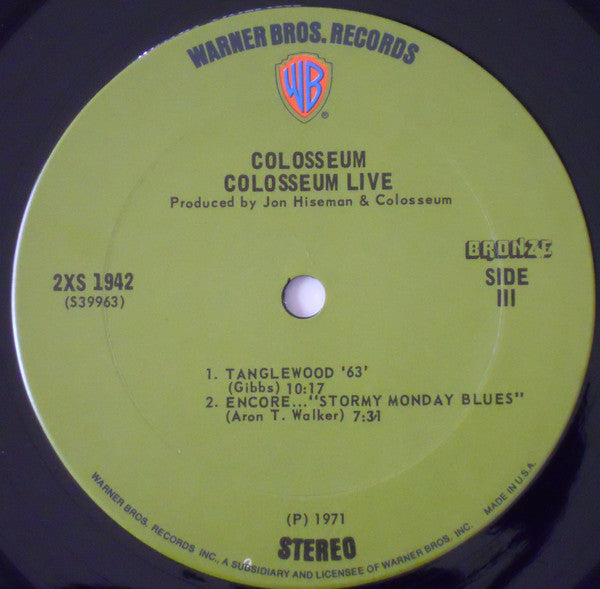 WARNER BROS. RECORDS
WB
®
COLOSSEUM
COLOSSEUM LIVE
Produced by Jon Hiseman & Colosseum
BRONZE
2XS 1942
(S39963)
SIDE
III
1. TANGLEWOOD '63'
(Gibbs) 10:17
2. ENCORE..."STORMY MONDAY BLUES"
(Aron T. Walker) 7:31
(P) 1971
STEREO
WARNER BROS. RECORDS INC., A SUBSIDIARY AND LICENSEE OF WARNER BROS. INC. MADE IN U.S.A.